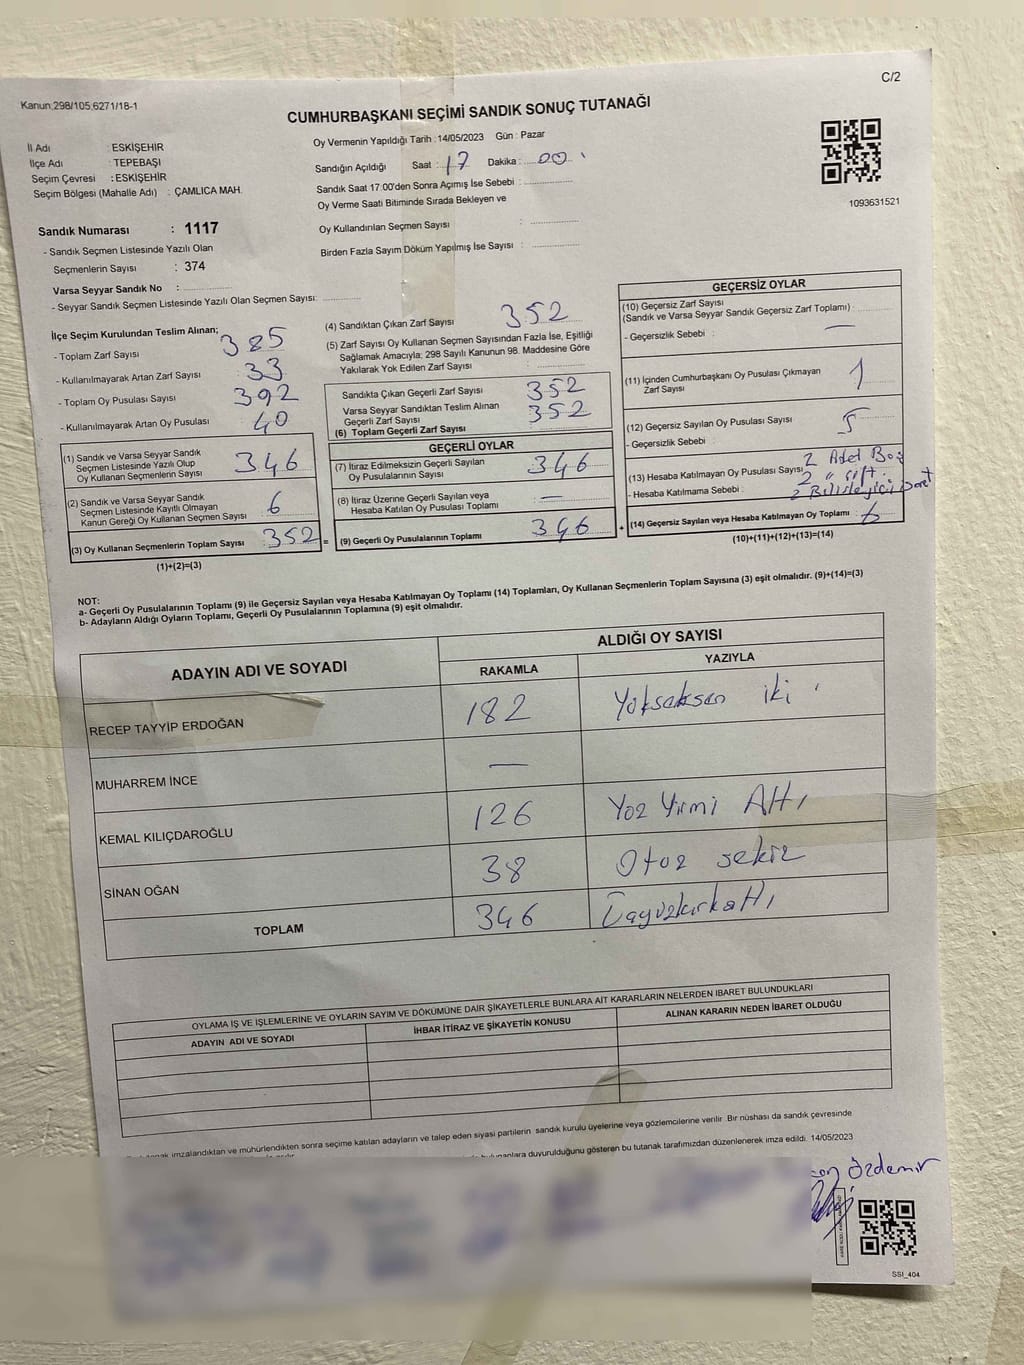 Kanun;298/105,6271/18-1
C/2
CUMHURBAŞKANI SEÇİMİ SANDIK SONUÇ TUTANAĞI
İl Adı : ESKİŞEHİR
İlçe Adı : TEPEBAŞI
Seçim Çevresi : ESKİŞEHİR
Seçim Bölgesi (Mahalle Adı) : ÇAMLICA MAH.
Sandık Numarası : 1117
- Sandık Seçmen Listesinde Yazılı Olan
Seçmenlerin Sayısı : 374
Varsa Seyyar Sandık No :
- Seyyar Sandık Seçmen Listesinde Yazılı Olan Seçmen Sayısı:
Oy Vermenin Yapıldığı Tarih : 14/05/2023 Gün : Pazar
Sandığın Açıldığı Saat : 17 Dakika : 00
Sandık Saat 17:00'den Sonra Açımış İse Sebebi :
Oy Verme Saati Bitiminde Sırada Bekleyen ve
Oy Kullandırılan Seçmen Sayısı :
Birden Fazla Sayım Döküm Yapılmış İse Sayısı :
1093631521
İlçe Seçim Kurulundan Teslim Alınan;
- Toplam Zarf Sayısı : 385
- Kullanılmayarak Artan Zarf Sayısı : 33
- Toplam Oy Pusulası Sayısı : 392
- Kullanılmayarak Artan Oy Pusulası : 40
(1) Sandık ve Varsa Seyyar Sandık
Seçmen Listesinde Yazılı Olup
Oy Kullanan Seçmenlerin Sayısı : 346
(2) Sandık ve Varsa Seyyar Sandık
Seçmen Listesinde Kayıtlı Olmayan
Kanun Gereği Oy Kullanan Seçmen Sayısı : 6
(3) Oy Kullanan Seçmenlerin Toplam Sayısı : 352 =
(1)+(2)=(3)
(4) Sandıktan Çıkan Zarf Sayısı : 352
(5) Zarf Sayısı Oy Kullanan Seçmen Sayısından Fazla İse, Eşitliği
Sağlamak Amacıyla; 298 Sayılı Kanunun 98. Maddesine Göre
Yakılarak Yok Edilen Zarf Sayısı :
Sandıkta Çıkan Geçerli Zarf Sayısı : 352
Varsa Seyyar Sandıktan Teslim Alınan
Geçerli Zarf Sayısı : 352
(6) Toplam Geçerli Zarf Sayısı :
GEÇERLİ OYLAR
(7) İtiraz Edilmeksizin Geçerli Sayılan
Oy Pusulalarının Sayısı : 346
(8) İtiraz Üzerine Geçerli Sayılan veya
Hesaba Katılan Oy Pusulası Toplamı : —
(9) Geçerli Oy Pusulalarının Toplamı : 346 +
GEÇERSİZ OYLAR
(10) Geçersiz Zarf Sayısı
(Sandık ve Varsa Seyyar Sandık Geçersiz Zarf Toplamı) :
- Geçersizlik Sebebi : —
(11) İçinden Cumhurbaşkanı Oy Pusulası Çıkmayan
Zarf Sayısı : 1
(12) Geçersiz Sayılan Oy Pusulası Sayısı : 5
- Geçersizlik Sebebi :
(13) Hesaba Katılmayan Oy Pusulası Sayısı : 2 Adet Boş
- Hesaba Katılmama Sebebi : 2 " Çift.
(14) Geçersiz Sayılan veya Hesaba Katılmayan Oy Toplamı : 6
(10)+(11)+(12)+(13)=(14)
NOT:
a- Geçerli Oy Pusulalarının Toplamı (9) ile Geçersiz Sayılan veya Hesaba Katılmayan Oy Toplamı (14) Toplamları, Oy Kullanan Seçmenlerin Toplam Sayısına (3) eşit olmalıdır. (9)+(14)=(3)
b- Adayların Aldığı Oyların Toplamı, Geçerli Oy Pusulalarının Toplamına (9) eşit olmalıdır.
ADAYIN ADI VE SOYADI
ALDIĞI OY SAYISI
RAKAMLA YAZIYLA
RECEP TAYYİP ERDOĞAN 182 Yükseksen iki
MUHARREM İNCE —
KEMAL KILIÇDAROĞLU 126 Yüz Yirmi Altı
SİNAN OĞAN 38 Otuz sekiz
TOPLAM 346 Üçyüzkırkaltı
OYLAMA İŞ VE İŞLEMLERİNE VE OYLARIN SAYIM VE DÖKÜMÜNE DAİR ŞİKAYETLERLE BUNLARA AİT KARARLARIN NELERDEN İBARET BULUNDUKLARI
ADAYIN ADI VE SOYADI
İHBAR İTİRAZ VE ŞİKAYETİN KONUSU
ALINAN KARARIN NEDEN İBARET OLDUĞU
imzalandıktan ve mühürlendikten sonra seçime katılan adayların ve talep eden siyasi partilerin sandık kurulu üyelerine veya gözlemcilerine verilir. Bir nüshası da sandık çevresinde
duyurulduğunu gösteren bu tutanak tarafımızdan düzenlenerek imza edildi. 14/05/2023
Özdemir
SSI_404